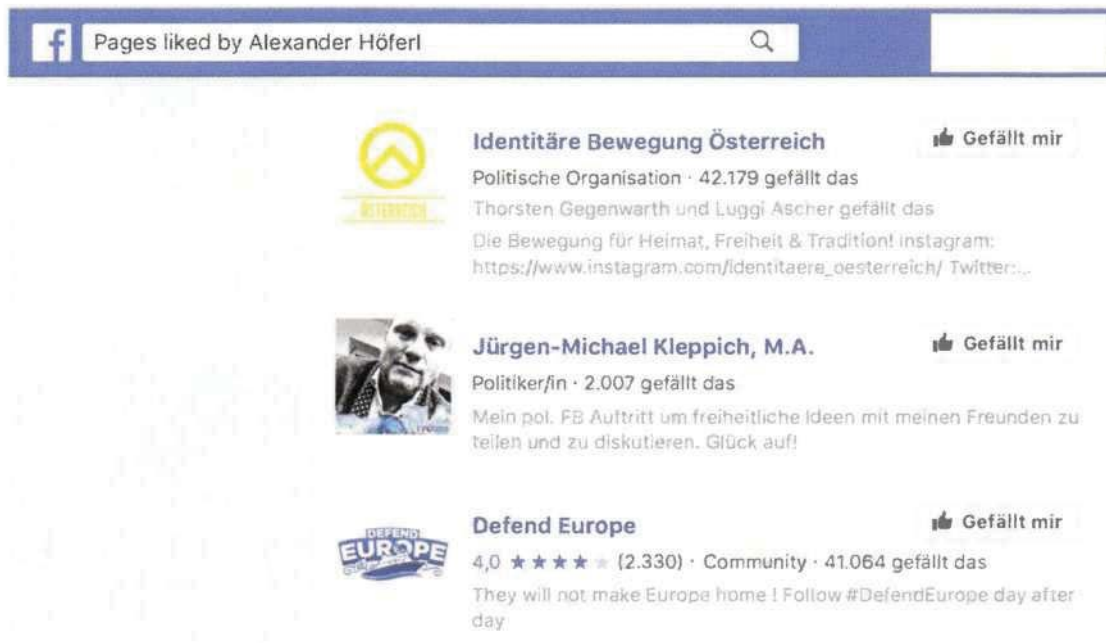 f Pages liked by Alexander Höferl
Identitäre Bewegung Österreich
Gefällt mir
Politische Organisation · 42.179 gefällt das
ÖSTERREICH
Thorsten Gegenwarth und Luggi Ascher gefällt das
Die Bewegung für Heimat, Freiheit & Tradition! instagram:
https://www.instagram.com/identitaere_oesterreich/ Twitter:...
Jürgen-Michael Kleppich, M.A.
Gefällt mir
Politiker/in · 2.007 gefällt das
Mein pol. FB Auftritt um freiheitliche Ideen mit meinen Freunden zu
teilen und zu diskutieren. Glück auf!
DEFEND
EUROPE
Defend Europe
Gefällt mir
4,0 ★★★★★ (2.330) · Community · 41.064 gefällt das
They will not make Europe home ! Follow #DefendEurope day after
day